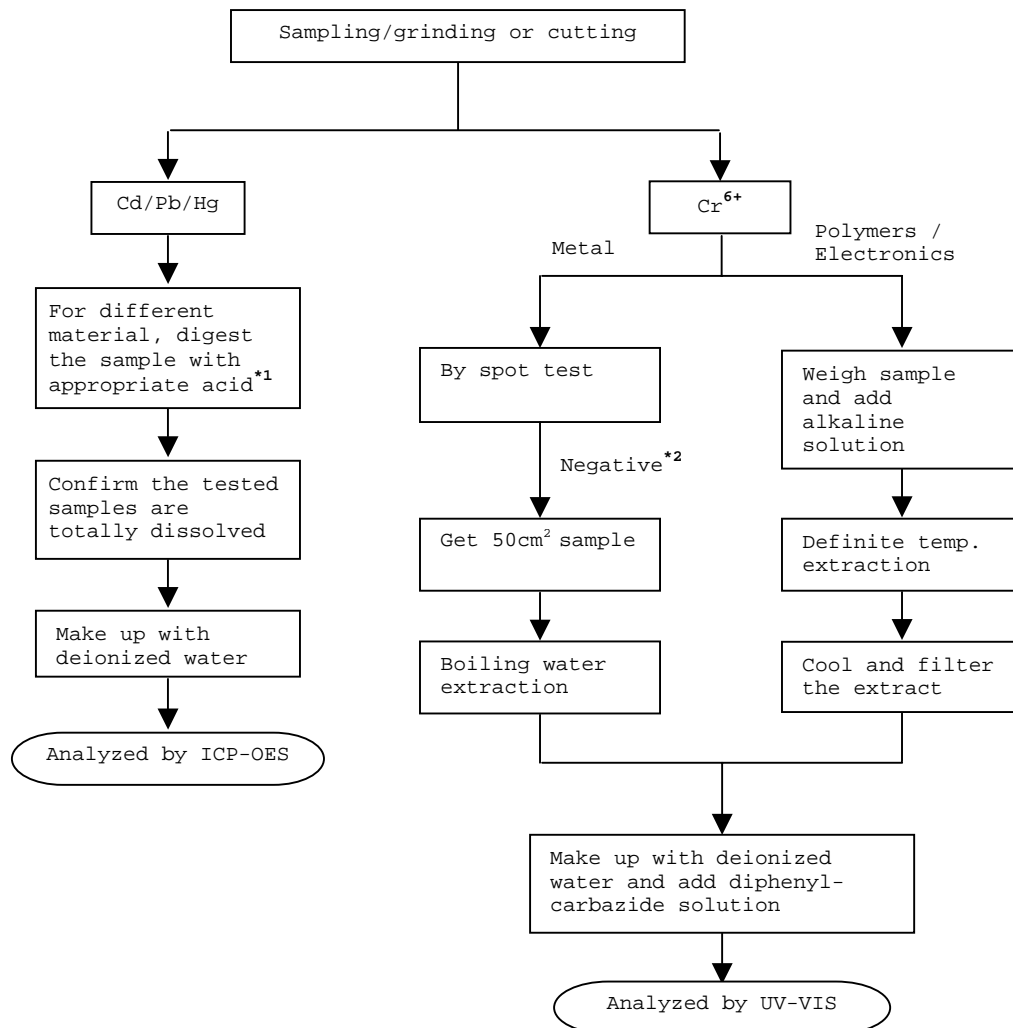 Sampling/grinding or cutting
Cd/Pb/Hg
For different
material, digest
the sample with
appropriate acid*1
Confirm the tested
samples are
totally dissolved
Make up with
deionized water
Analyzed by ICP-OES
Cr6+
Metal
Polymers /
Electronics
By spot test
Negative*2
Get 50cm² sample
Boiling water
extraction
Weigh sample
and add
alkaline
solution
Definite temp.
extraction
Cool and filter
the extract
Make up with deionized
water and add diphenyl-
carbazide solution
Analyzed by UV-VIS